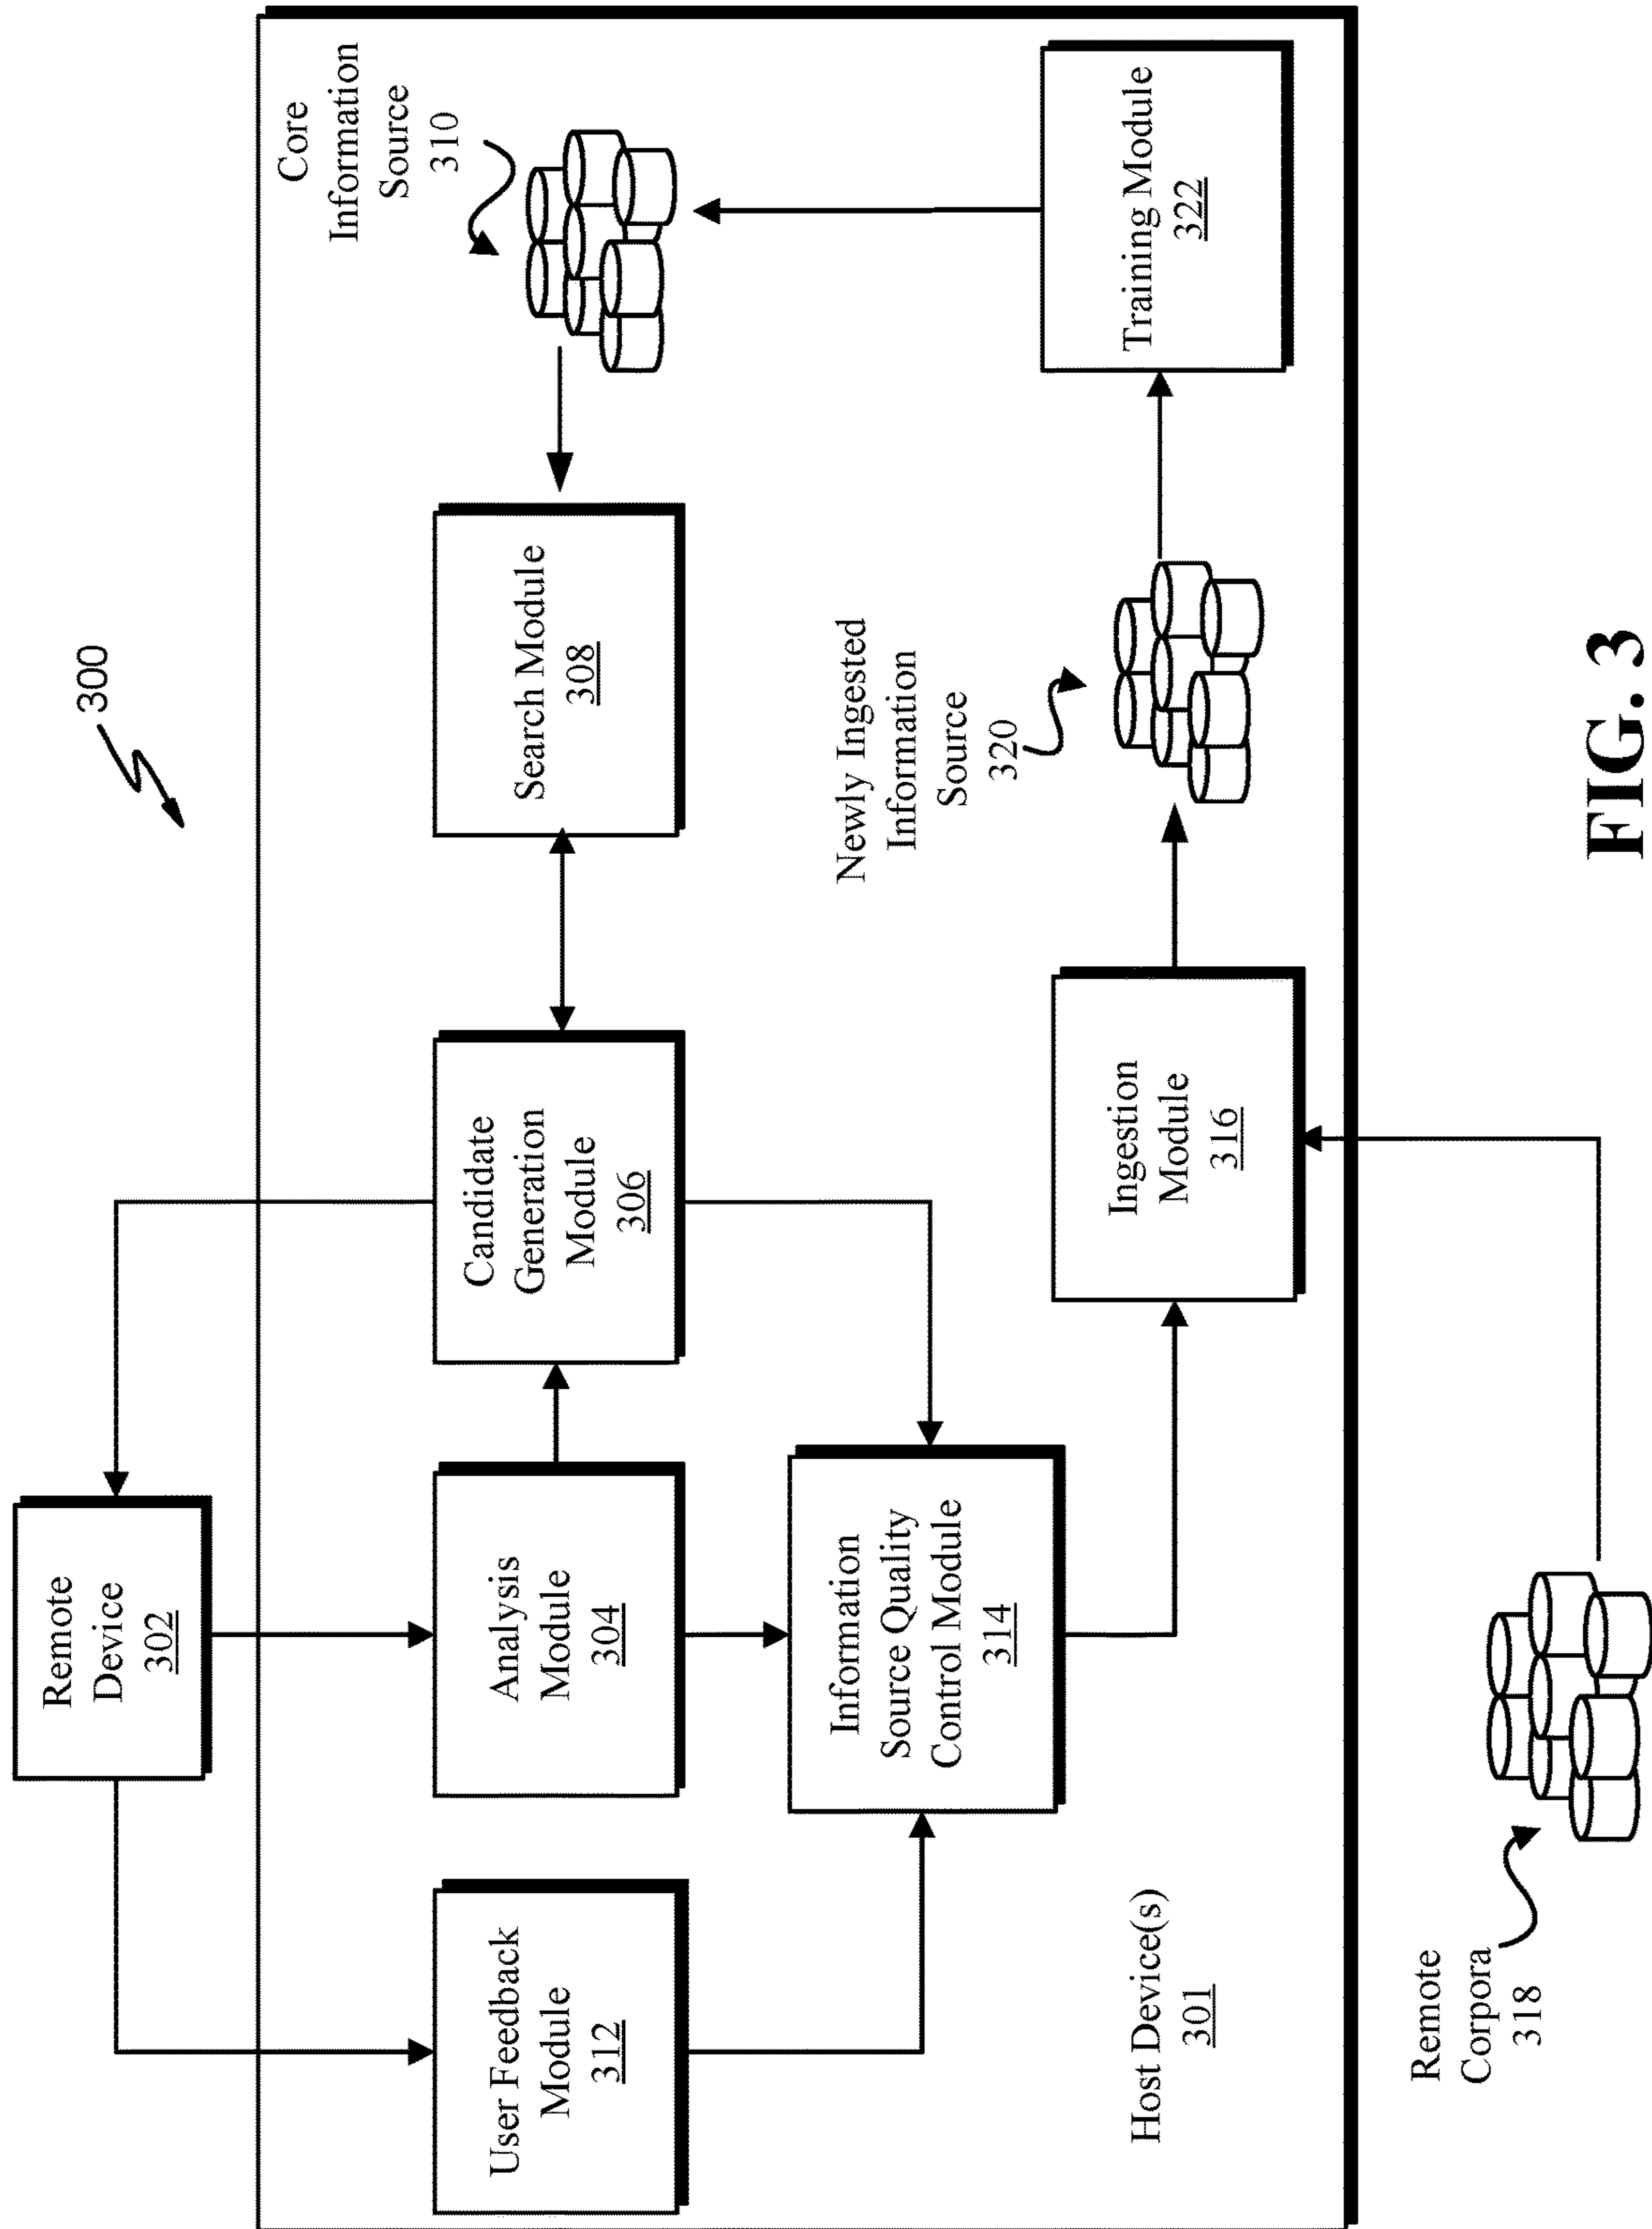 300
Remote
Device
302
Core
Information
Source
310
User Feedback
Module
312
Analysis
Module
304
Candidate
Generation
Module
306
Search Module
308
Information
Source Quality
Control Module
314
Newly Ingested
Information
Source
320
Host Device(s)
301
Ingestion
Module
316
Training Module
322
Remote
Corpora
318
FIG. 3